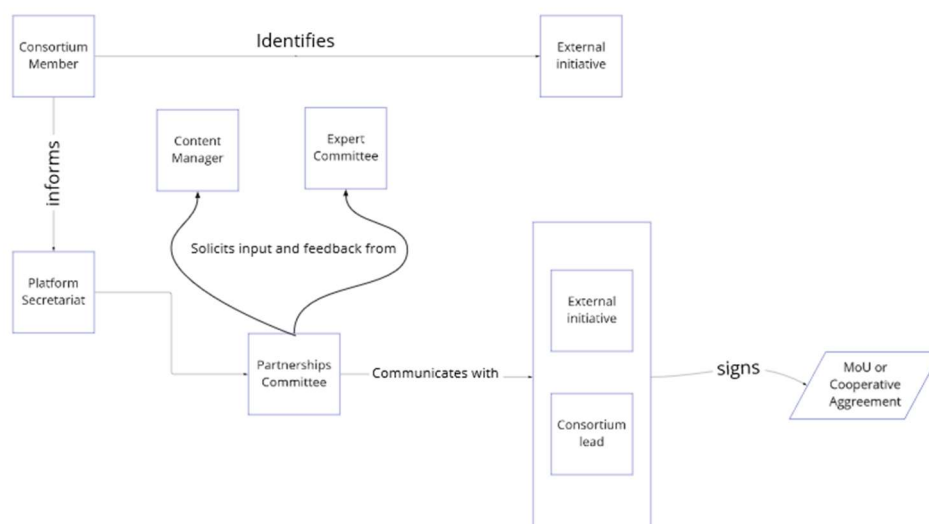 Consortium
Member
Identifies
External
initiative
Content
Manager
Expert
Committee
informs
Solicits input and feedback from
Platform
Secretariat
External
initiative
Partnerships
Committee
Communicates with
signs
MoU or
Cooperative
Aggreement
Consortium
lead